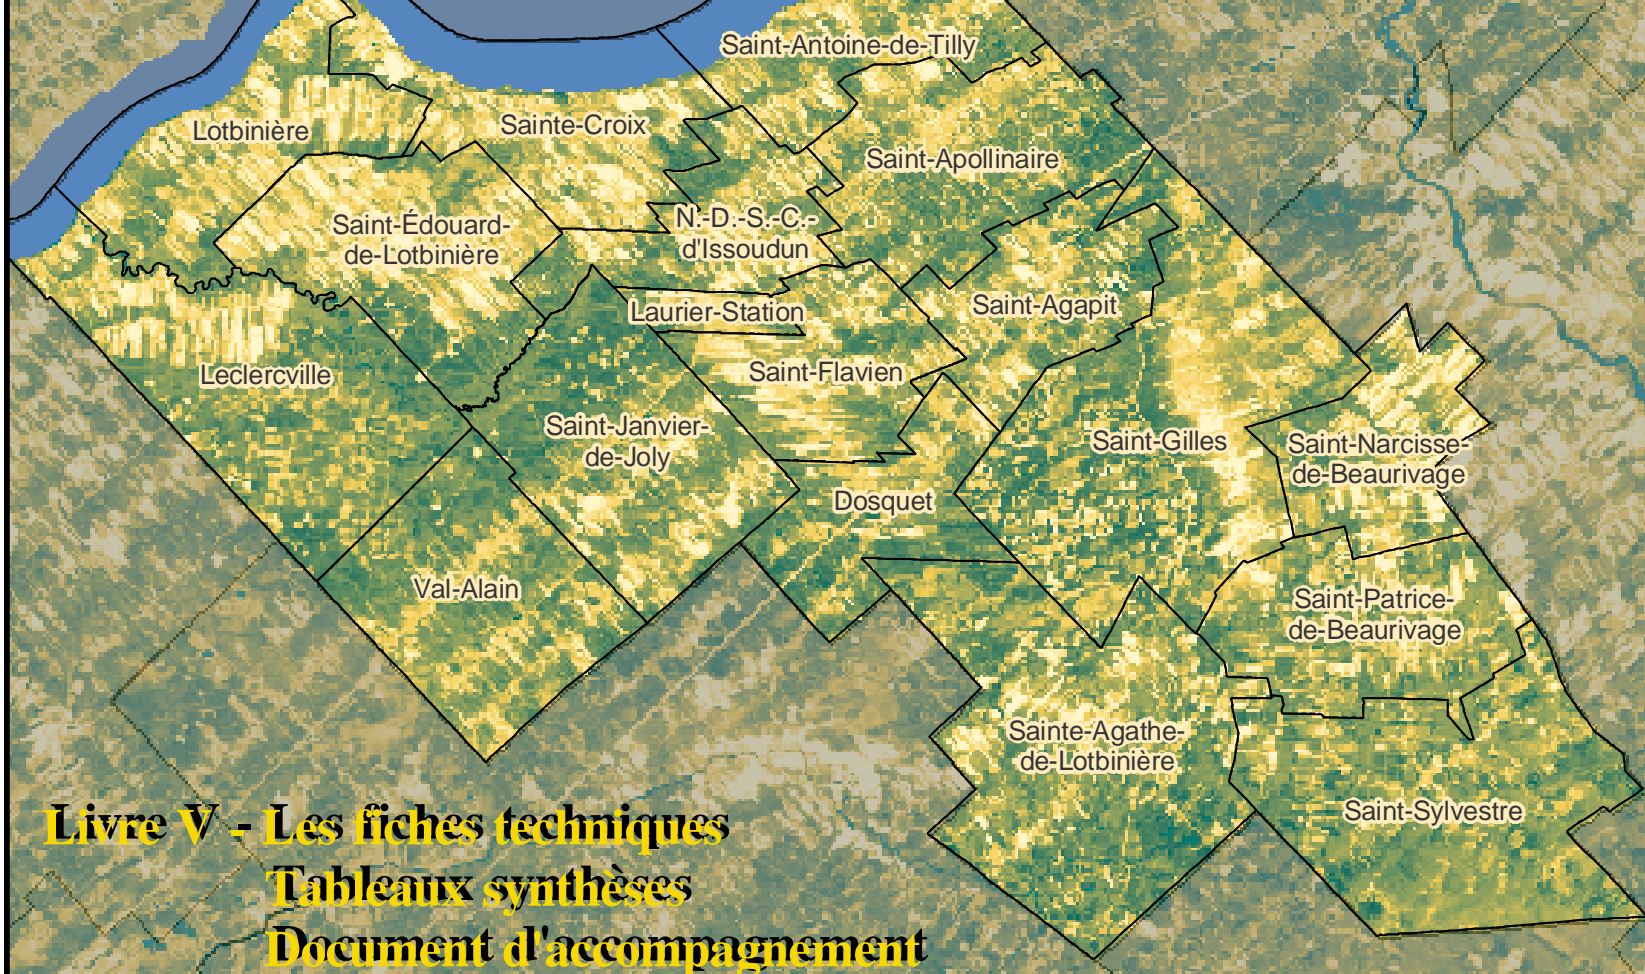 Saint-Antoine-de-Tilly
Lotbinière
Sainte-Croix
Saint-Apollinaire
Saint-Édouard-
de-Lotbinière
N.-D.-S.-C.-
d'Issoudun
Laurier-Station
Saint-Agapit
Leclercville
Saint-Flavien
Saint-Janvier-
de-Joly
Saint-Gilles
Saint-Narcisse-
de-Beaurivage
Dosquet
Val-Alain
Saint-Patrice-
de-Beaurivage
Sainte-Agathe-
de-Lotbinière
Saint-Sylvestre
Livre V - Les fiches techniques
Tableaux synthèses
Document d'accompagnement